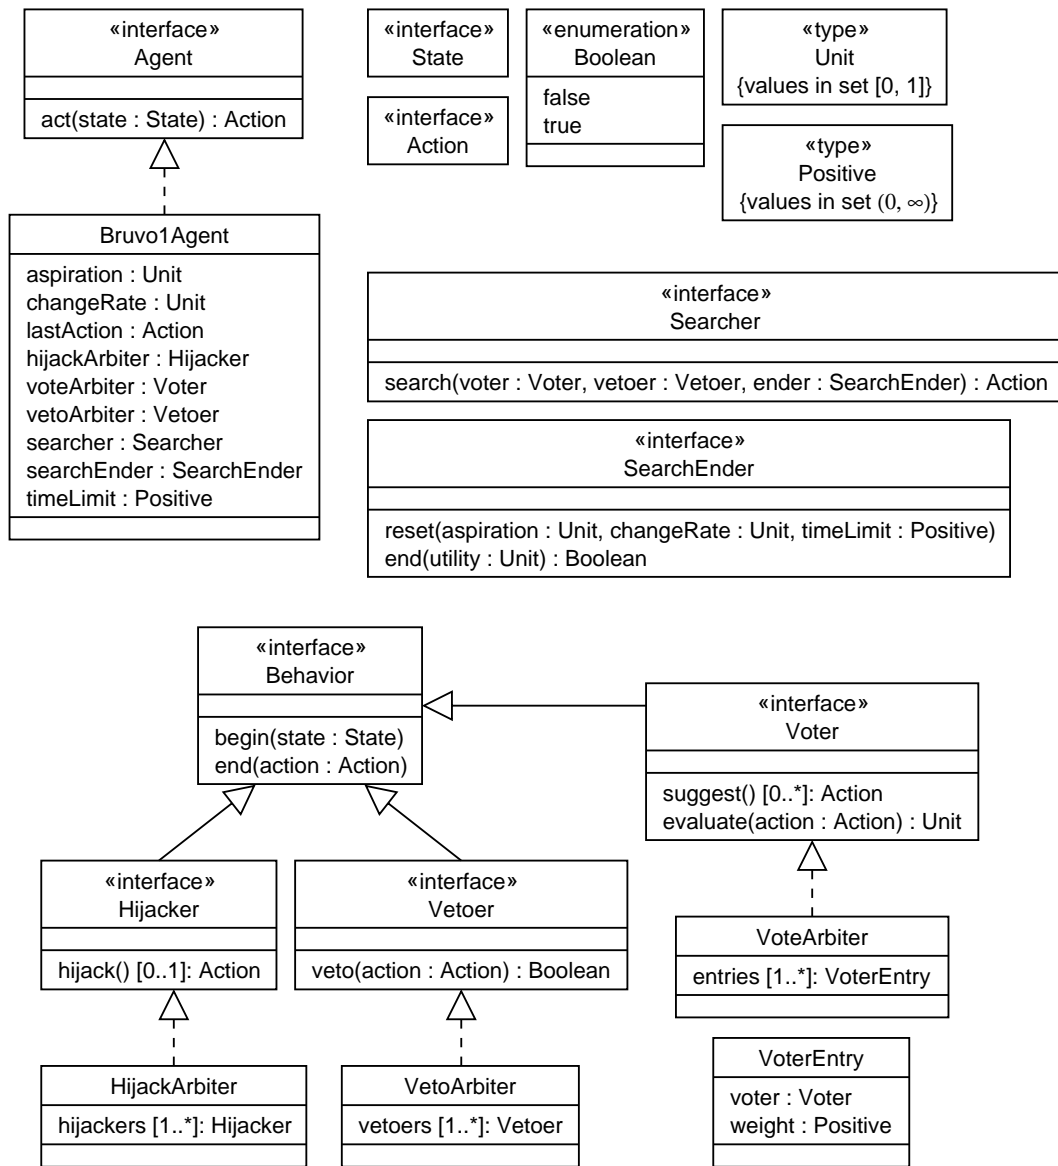 «interface»
Agent
act(state : State) : Action
«interface»
State
«interface»
Action
«enumeration»
Boolean
false
true
«type»
Unit
{values in set [0, 1]}
«type»
Positive
{values in set (0, ∞)}
Bruvo1Agent
aspiration : Unit
changeRate : Unit
lastAction : Action
hijackArbiter : Hijacker
voteArbiter : Voter
vetoArbiter : Vetoer
searcher : Searcher
searchEnder : SearchEnder
timeLimit : Positive
«interface»
Searcher
search(voter : Voter, vetoer : Vetoer, ender : SearchEnder) : Action
«interface»
SearchEnder
reset(aspiration : Unit, changeRate : Unit, timeLimit : Positive)
end(utility : Unit) : Boolean
«interface»
Behavior
begin(state : State)
end(action : Action)
«interface»
Voter
suggest() [0..*]: Action
evaluate(action : Action) : Unit
«interface»
Hijacker
hijack() [0..1]: Action
«interface»
Vetoer
veto(action : Action) : Boolean
VoteArbiter
entries [1..*]: VoterEntry
HijackArbiter
hijackers [1..*]: Hijacker
VetoArbiter
vetoers [1..*]: Vetoer
VoterEntry
voter : Voter
weight : Positive